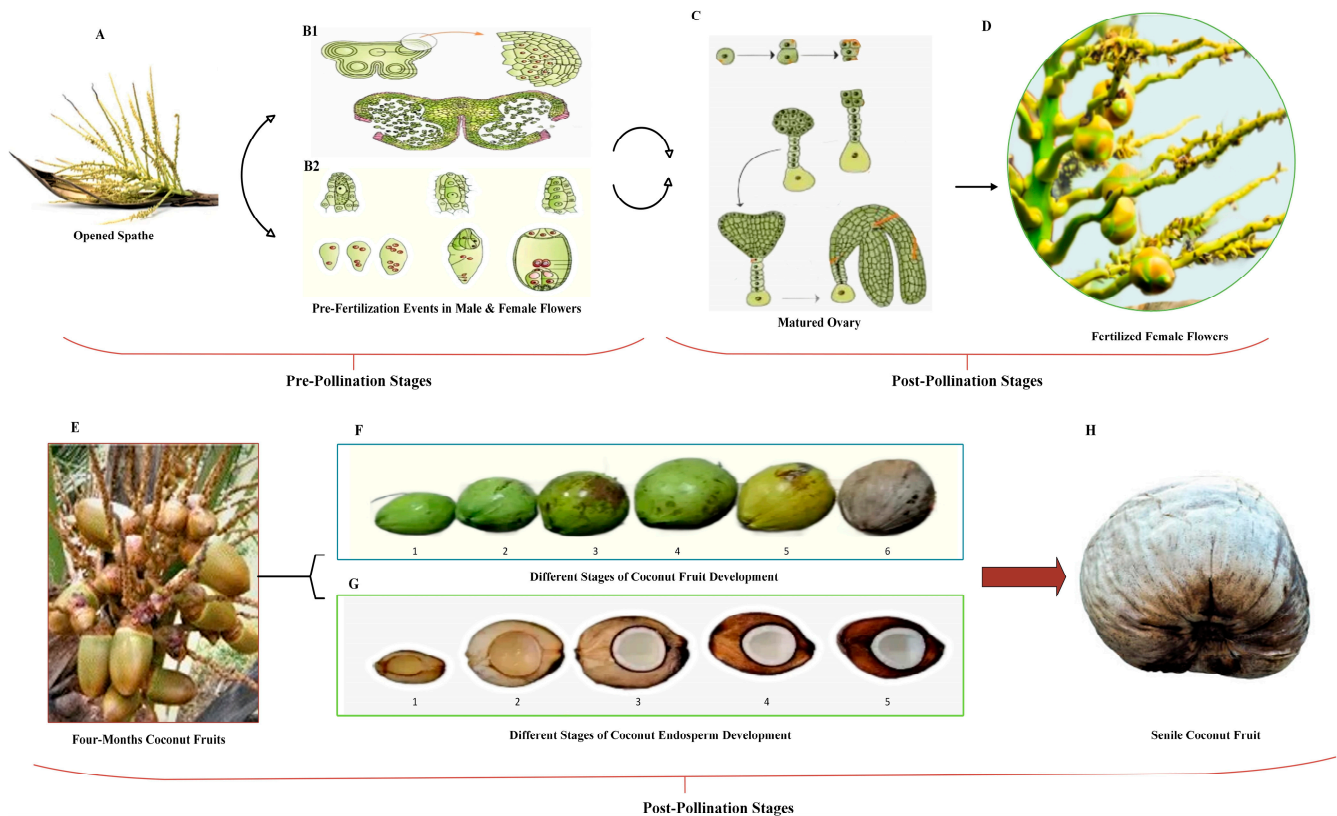 A
B1
B2
C
D
Opened Spathe
Pre-Fertilization Events in Male & Female Flowers
Matured Ovary
Fertilized Female Flowers
Pre-Pollination Stages
Post-Pollination Stages
E
F
H
1 2 3 4 5 6
Different Stages of Coconut Fruit Development
G
1 2 3 4 5
Four-Months Coconut Fruits
Different Stages of Coconut Endosperm Development
Senile Coconut Fruit
Post-Pollination Stages